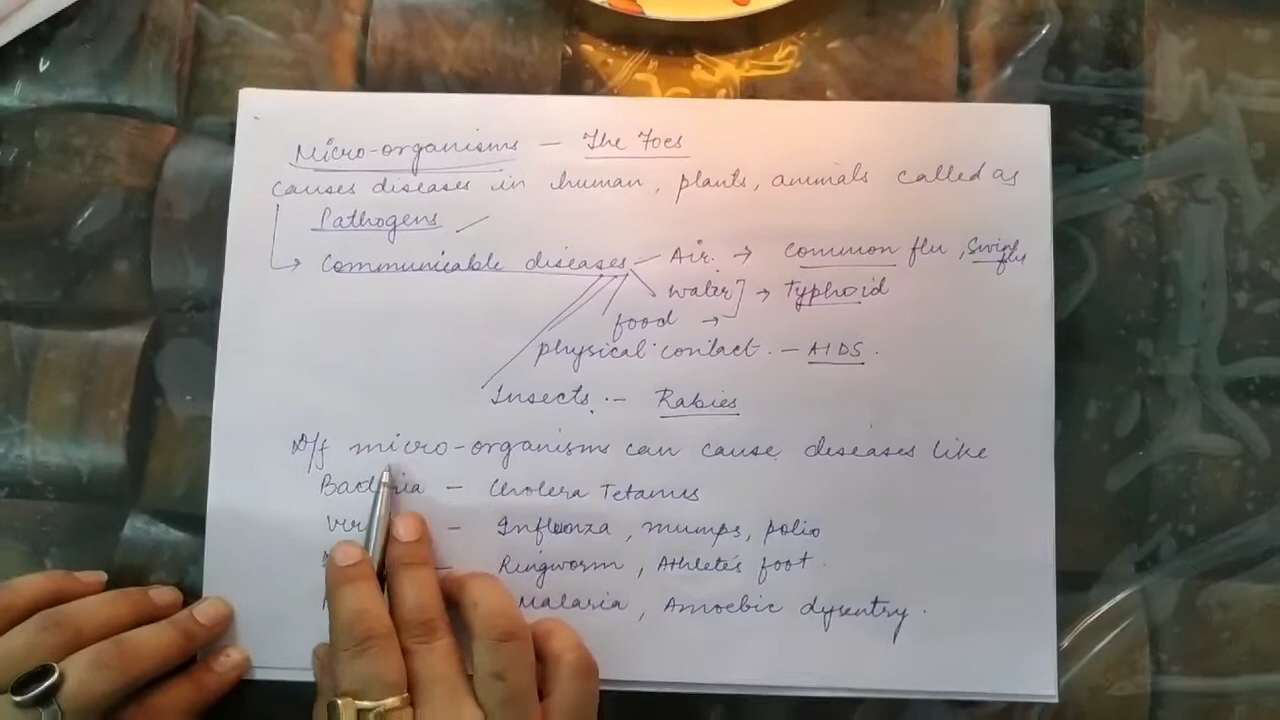 Micro-organisms — The Foes
causes diseases in human, plants, animals called as
Pathogens
Communicable diseases — Air. → common flu, Swine flu
water] → Typhoid
food →
physical contact. — AIDS.
Insects. — Rabies
D/f micro-organisms can cause diseases like
— Cholera Tetanus
— Influenza, mumps, polio
— Ringworm, Athlete's foot.
Malaria, Amoebic dysentry.